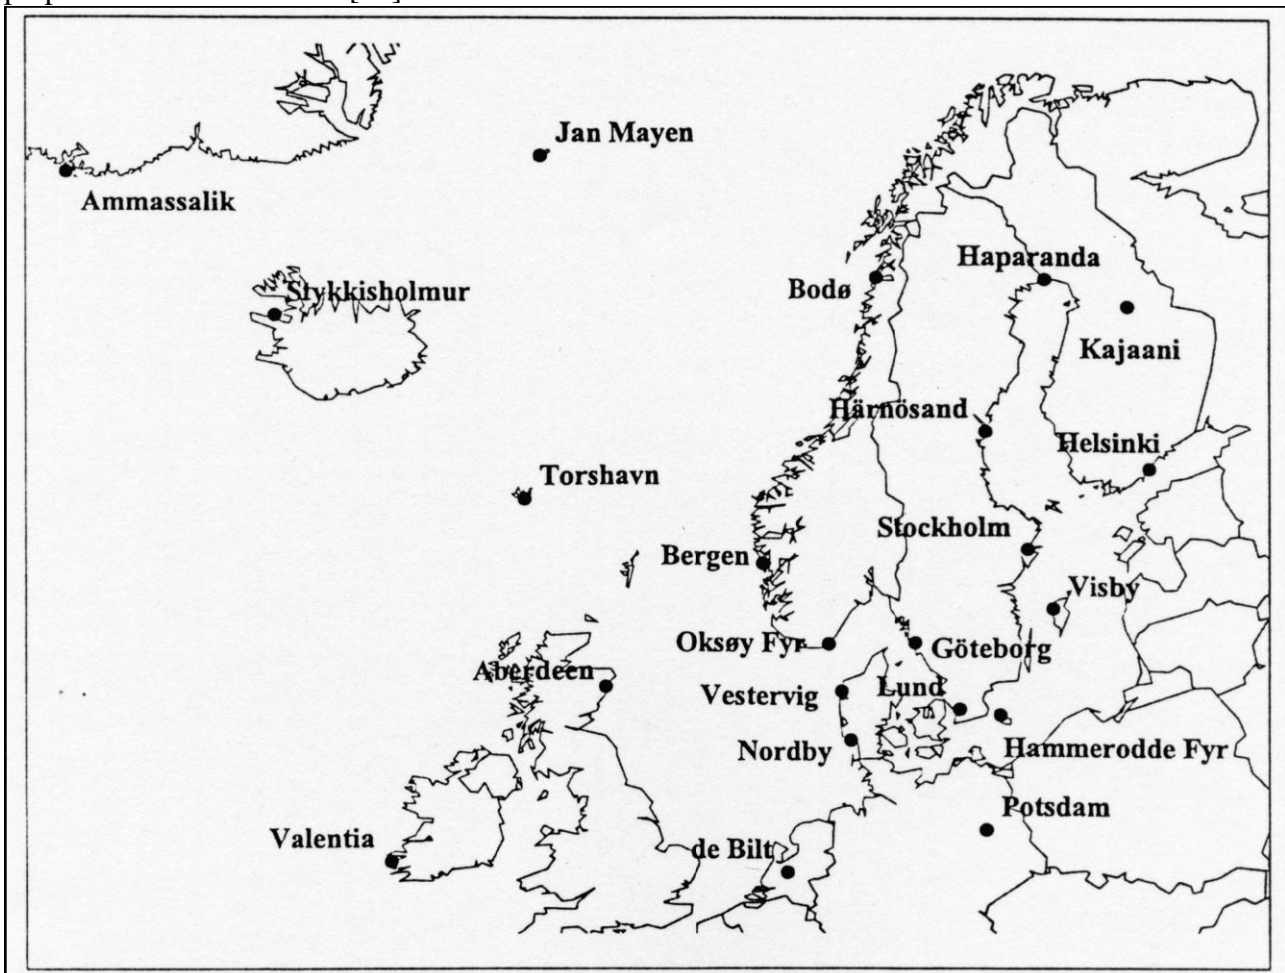 Jan Mayen
Ammassalik
Haparanda
Bodø
Stykkisholmur
Kajaani
Härnösand
Helsinki
Torshavn
Stockholm
Bergen
Visby
Oksøy Fyr
Göteborg
Aberdeen
Vestervig
Lund
Nordby
Hammerodde Fyr
Potsdam
Valentia
de Bilt